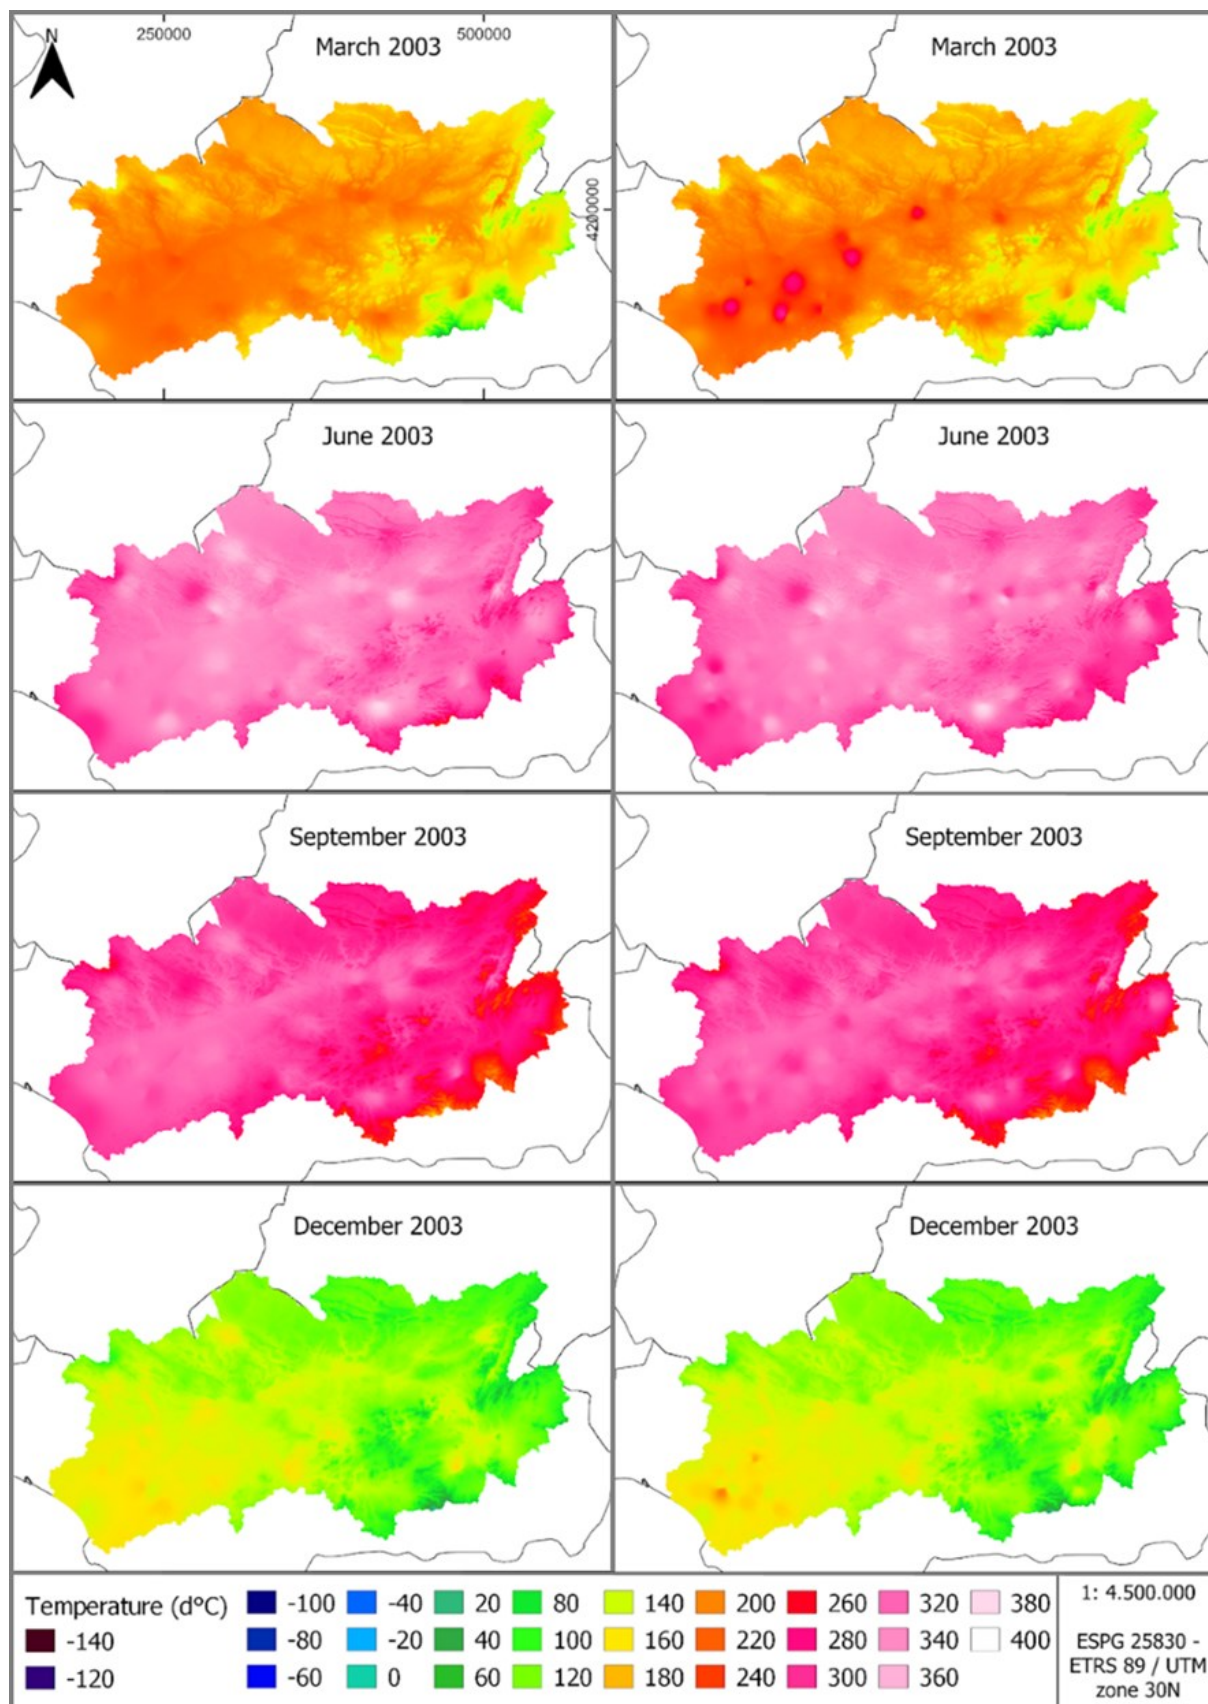 N
250000
500000
March 2003
March 2003
4200000
June 2003
June 2003
September 2003
September 2003
December 2003
December 2003
Temperature (d°C)
-140
-120
-100
-80
-60
-40
-20
0
20
40
60
80
100
120
140
160
180
200
220
240
260
280
300
320
340
360
380
400
1: 4.500.000
ESPG 25830 -
ETRS 89 / UTM
zone 30N